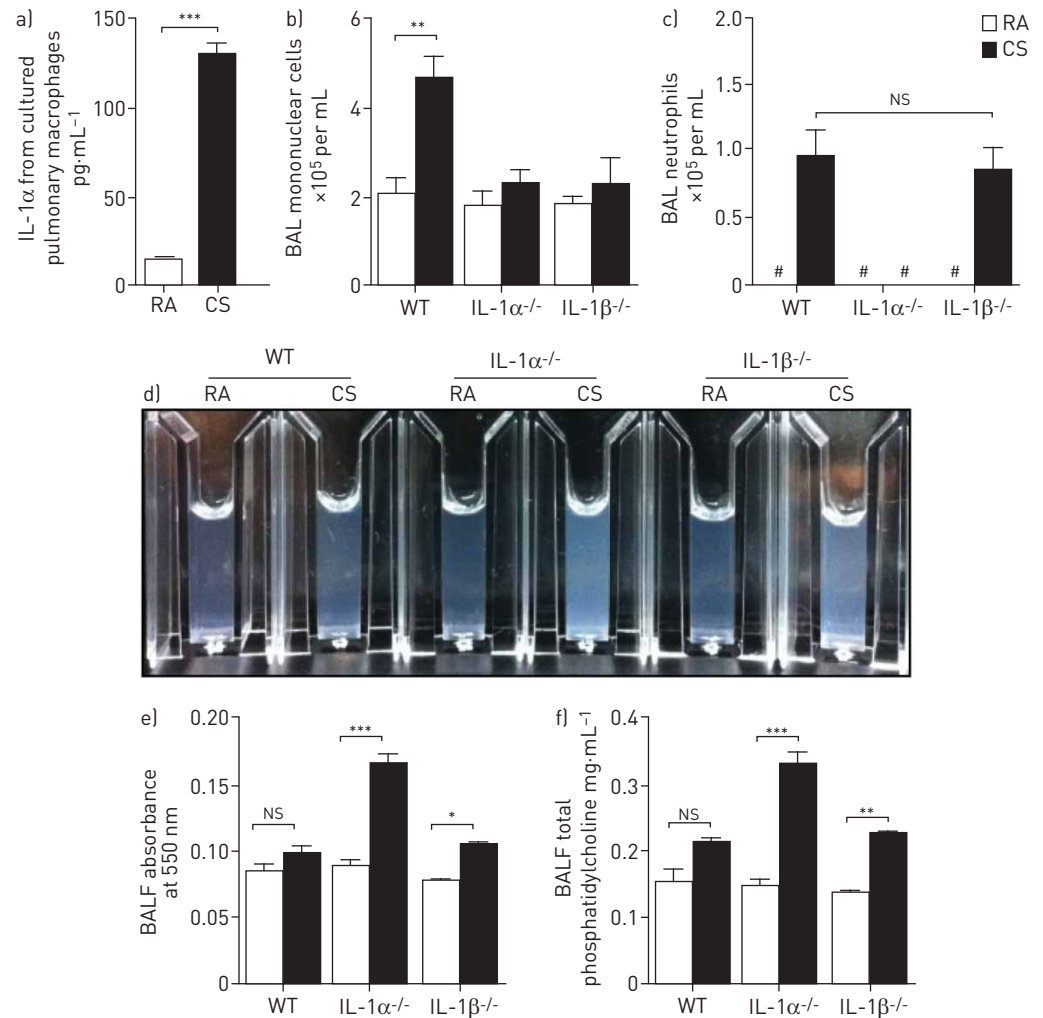 a)
IL-1α from cultured
pulmonary macrophages
pg·mL⁻¹
150
100
50
0
***
RA CS
b)
BAL mononuclear cells
×10⁵ per mL
6
4
2
0
**
WT IL-1α⁻/⁻ IL-1β⁻/⁻
c)
BAL neutrophils
×10⁵ per mL
2.0
1.5
1.0
0.5
0
NS
# # # #
WT IL-1α⁻/⁻ IL-1β⁻/⁻
RA
CS
WT IL-1α⁻/⁻ IL-1β⁻/⁻
d) RA CS RA CS RA CS
e)
BALF absorbance
at 550 nm
0.20
0.15
0.10
0.05
0
NS *** *
WT IL-1α⁻/⁻ IL-1β⁻/⁻
f)
BALF total
phosphatidylcholine mg·mL⁻¹
0.4
0.3
0.2
0.1
0
NS *** **
WT IL-1α⁻/⁻ IL-1β⁻/⁻